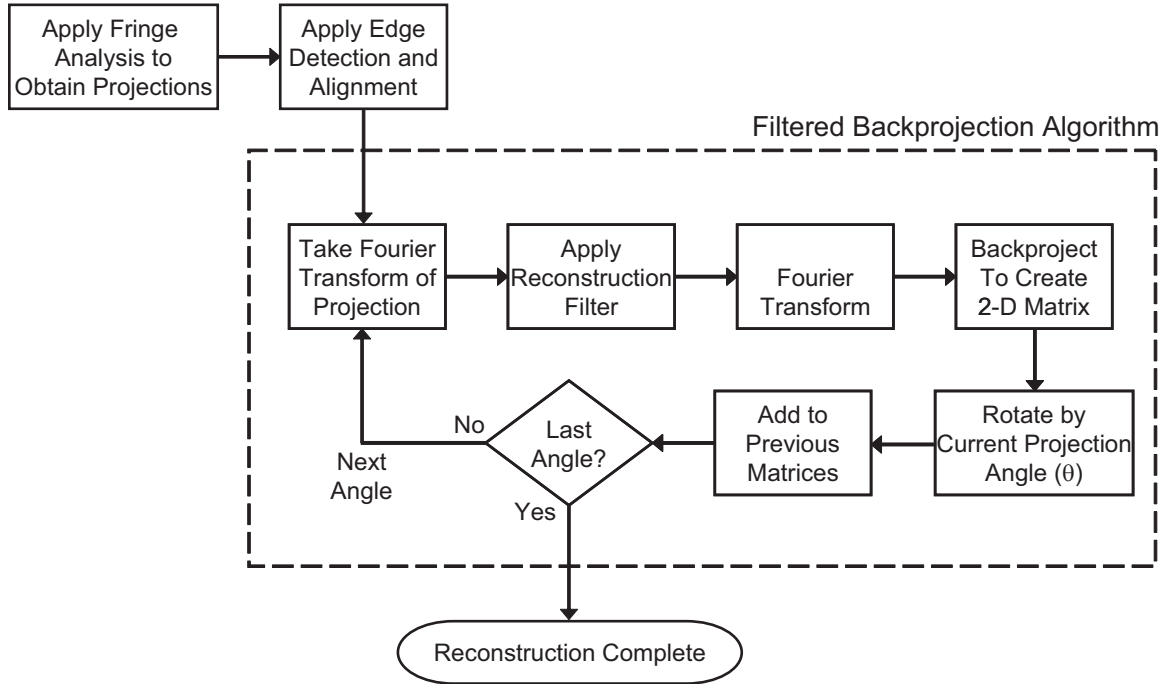 Apply Fringe
Analysis to
Obtain Projections
Apply Edge
Detection and
Alignment
Filtered Backprojection Algorithm
Take Fourier
Transform of
Projection
Apply
Reconstruction
Filter
Fourier
Transform
Backproject
To Create
2-D Matrix
Rotate by
Current Projection
Angle (θ)
Add to
Previous
Matrices
Last
Angle?
No
Next
Angle
Yes
Reconstruction Complete